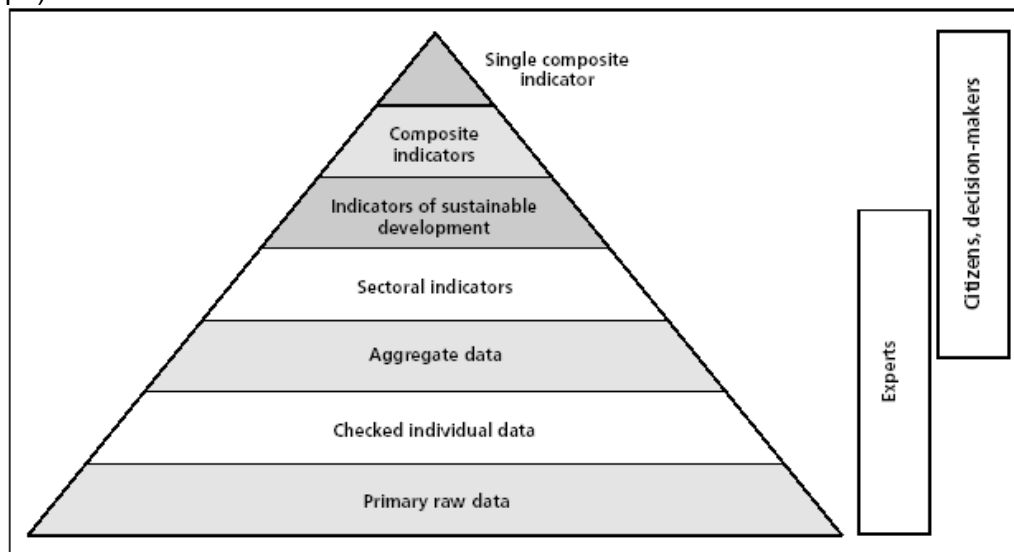 Single composite
indicator
Composite
indicators
Indicators of sustainable
development
Sectoral indicators
Aggregate data
Checked individual data
Primary raw data
Experts
Citizens, decision-makers